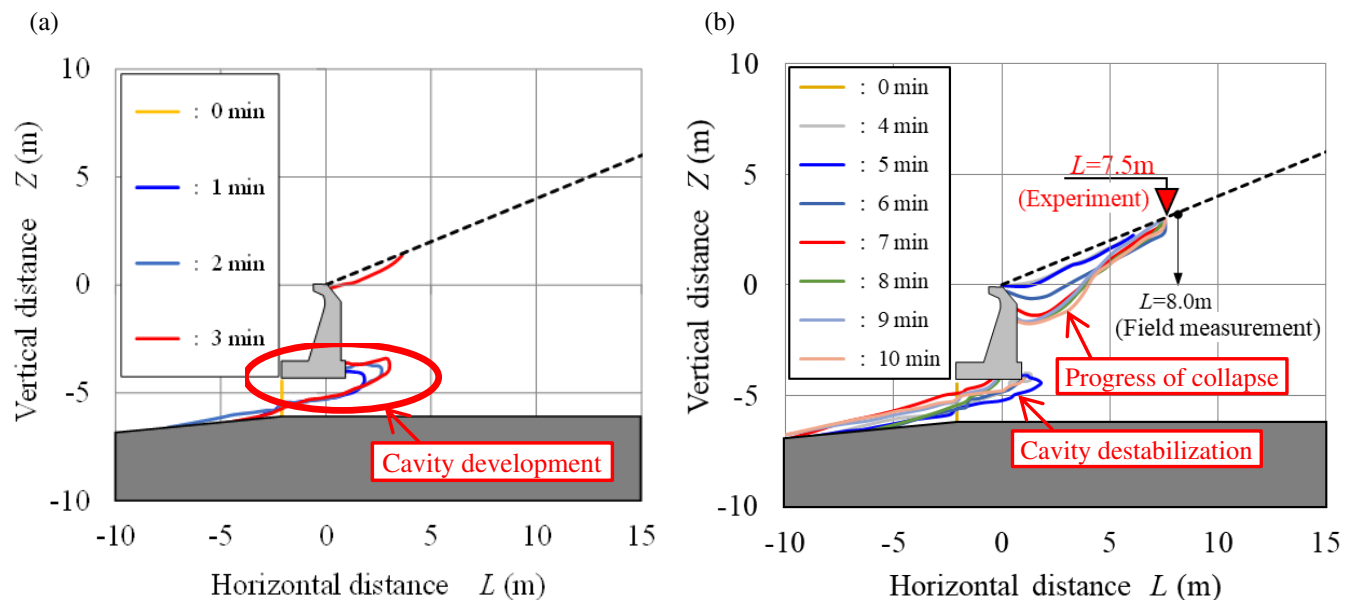 (a)
10
5
0
-5
-10
Vertical distance Z (m)
: 0 min
: 1 min
: 2 min
: 3 min
Cavity development
-10 -5 0 5 10 15
Horizontal distance L (m)
(b)
10
5
0
-5
-10
Vertical distance Z (m)
: 0 min
: 4 min
: 5 min
: 6 min
: 7 min
: 8 min
: 9 min
: 10 min
L=7.5m
(Experiment)
L=8.0m
(Field measurement)
Progress of collapse
Cavity destabilization
-10 -5 0 5 10 15
Horizontal distance L (m)